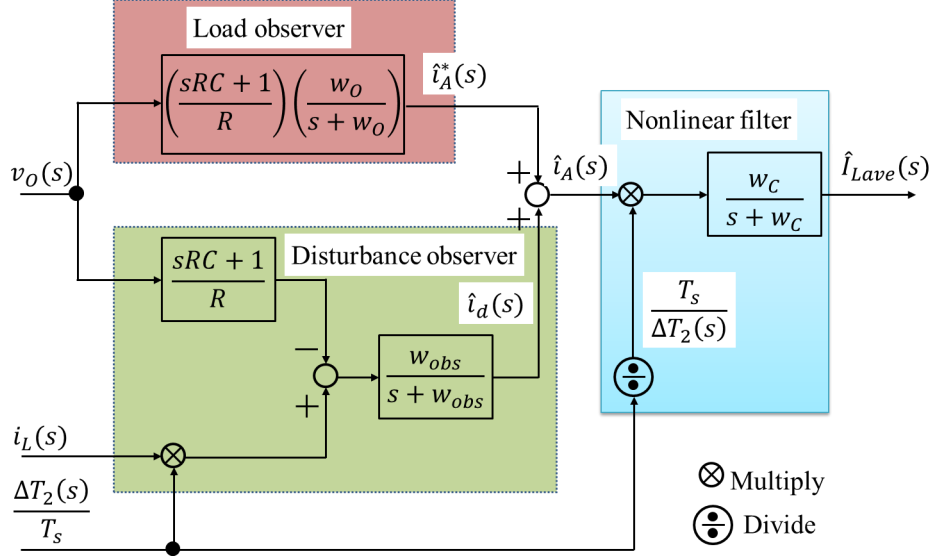 Load observer
(sRC + 1 / R) (w_O / s + w_O)
î*_A(s)
Nonlinear filter
v_O(s)
+
+
î_A(s)
w_C / s + w_C
Î_Lave(s)
Disturbance observer
sRC + 1 / R
î_d(s)
T_s / ΔT_2(s)
−
+
w_obs / s + w_obs
i_L(s)
ΔT_2(s) / T_s
Multiply
Divide